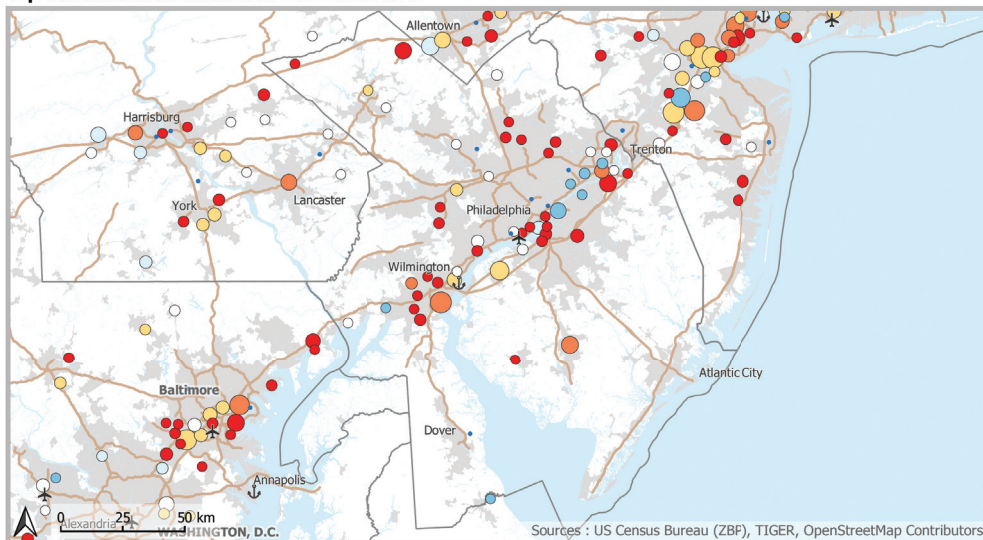 Allentown
Harrisburg
Trenton
Lancaster
York
Philadelphia
Wilmington
Atlantic City
Baltimore
Dover
Annapolis
Alexandria
0 25 50 km
WASHINGTON, D.C.
Sources : US Census Bureau (ZBP), TIGER, OpenStreetMap Contributors